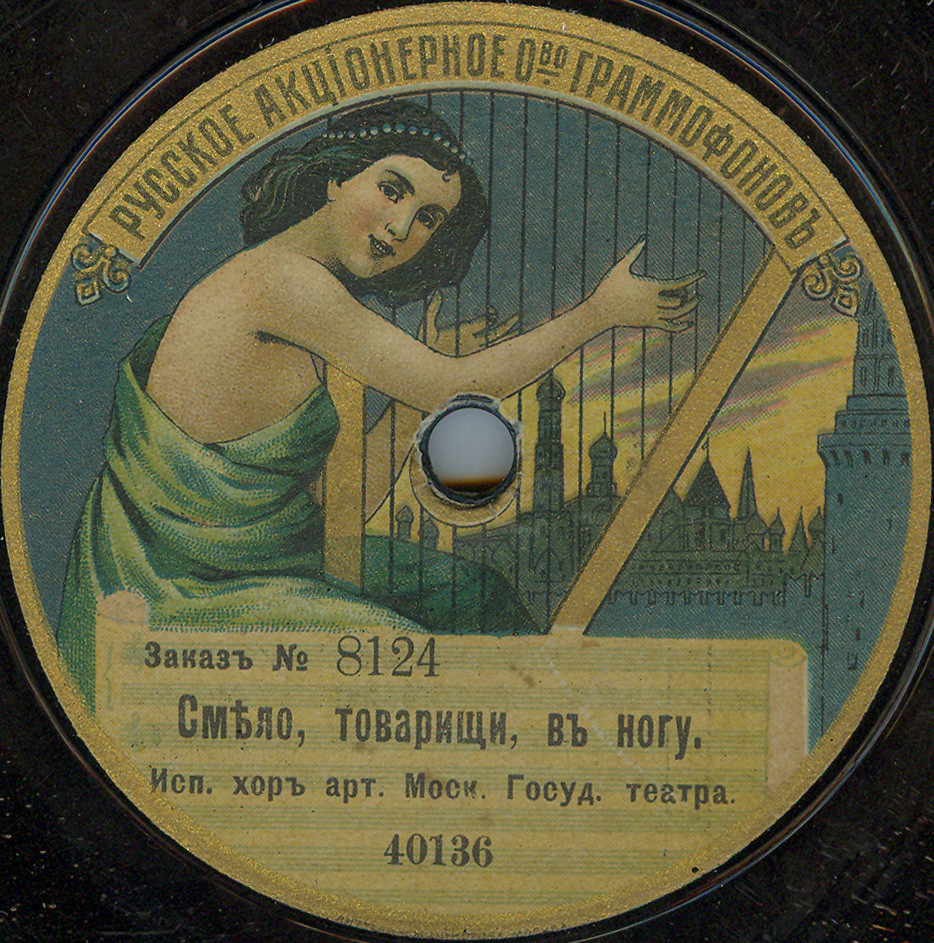 РУССКОЕ АКЦІОНЕРНОЕ О‌ВО ГРАММОФОНОВЪ
Заказъ № 8124
Смѣло, товарищи, въ ногу.
Исп. хоръ арт. Моск. Госуд. театра.
40136